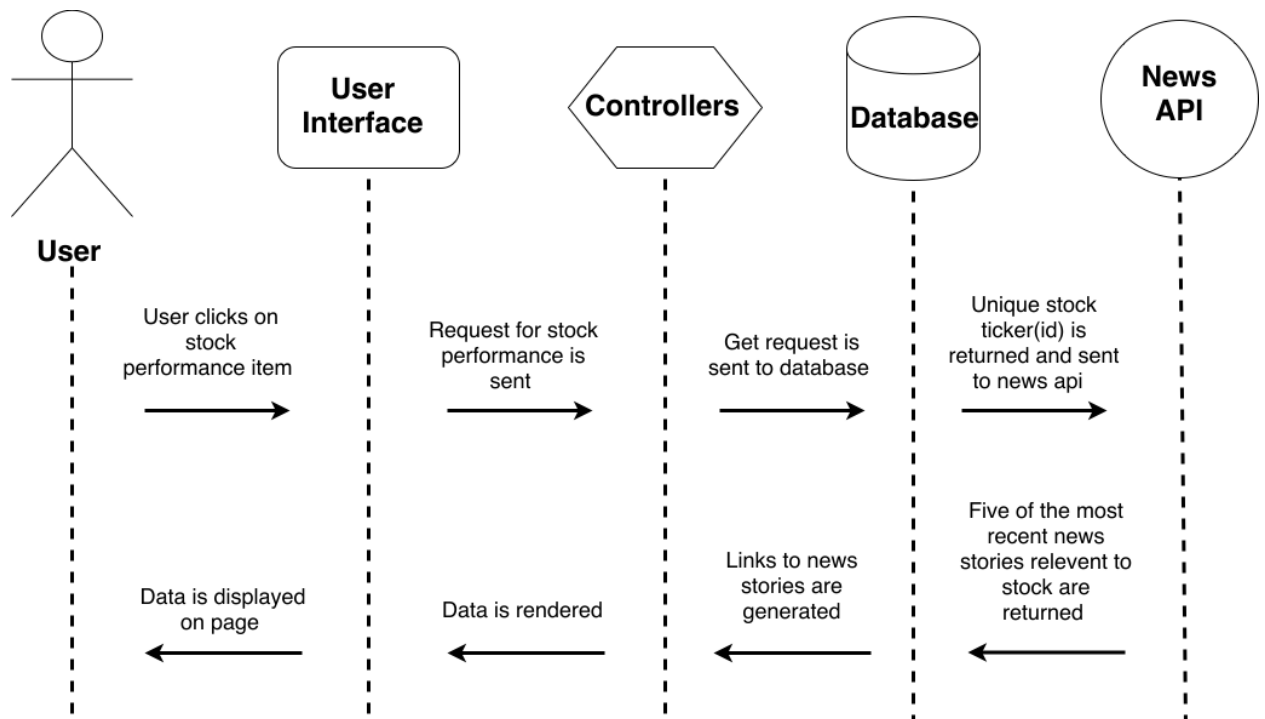 User
Interface
Controllers
Database
News
API
User
User clicks on
stock
performance item
Request for stock
performance is
sent
Get request is
sent to database
Unique stock
ticker(id) is
returned and sent
to news api
Data is displayed
on page
Data is rendered
Links to news
stories are
generated
Five of the most
recent news
stories relevent to
stock are
returned